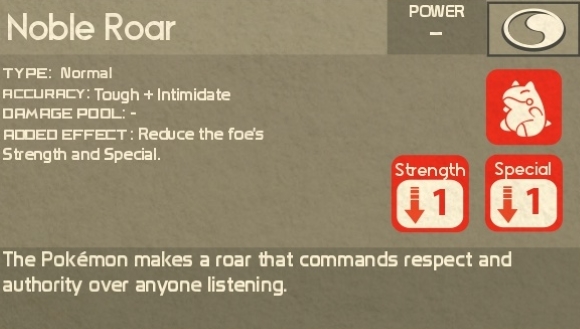 Noble Roar
POWER
–
TYPE: Normal
ACCURACY: Tough + Intimidate
DAMAGE POOL: -
ADDED EFFECT : Reduce the foe's
Strength and Special.
Strength
1
Special
1
The Pokémon makes a roar that commands respect and
authority over anyone listening.